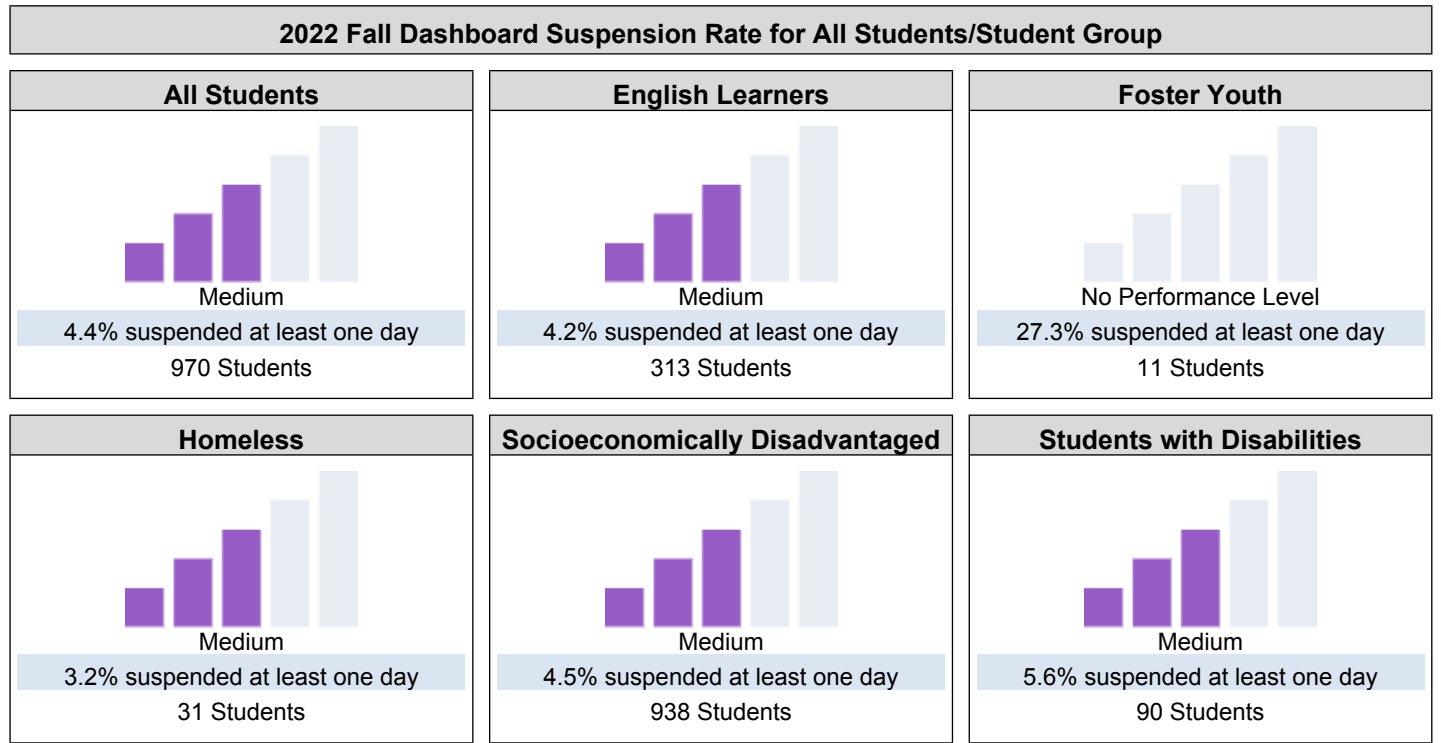 2022 Fall Dashboard Suspension Rate for All Students/Student Group
All Students
Medium
4.4% suspended at least one day
970 Students
English Learners
Medium
4.2% suspended at least one day
313 Students
Foster Youth
No Performance Level
27.3% suspended at least one day
11 Students
Homeless
Medium
3.2% suspended at least one day
31 Students
Socioeconomically Disadvantaged
Medium
4.5% suspended at least one day
938 Students
Students with Disabilities
Medium
5.6% suspended at least one day
90 Students